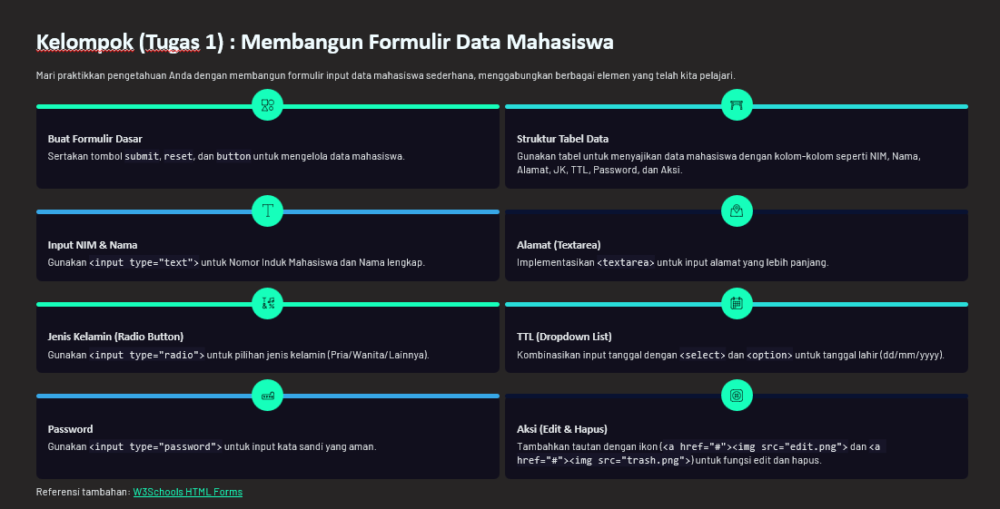 Kelompok (Tugas 1) : Membangun Formulir Data Mahasiswa
Mari praktikkan pengetahuan Anda dengan membangun formulir input data mahasiswa sederhana, menggabungkan berbagai elemen yang telah kita pelajari.
Buat Formulir Dasar
Sertakan tombol submit, reset, dan button untuk mengelola data mahasiswa.
Struktur Tabel Data
Gunakan tabel untuk menyajikan data mahasiswa dengan kolom-kolom seperti NIM, Nama,
Alamat, JK, TTL, Password, dan Aksi.
Input NIM & Nama
Gunakan <input type="text"> untuk Nomor Induk Mahasiswa dan Nama lengkap.
Alamat (Textarea)
Implementasikan <textarea> untuk input alamat yang lebih panjang.
Jenis Kelamin (Radio Button)
Gunakan <input type="radio"> untuk pilihan jenis kelamin (Pria/Wanita/Lainnya).
TTL (Dropdown List)
Kombinasikan input tanggal dengan <select> dan <option> untuk tanggal lahir (dd/mm/yyyy).
Password
Gunakan <input type="password"> untuk input kata sandi yang aman.
Aksi (Edit & Hapus)
Tambahkan tautan dengan ikon (<a href="#"><img src="edit.png"> dan <a
href="#"><img src="trash.png">) untuk fungsi edit dan hapus.
Referensi tambahan: W3Schools HTML Forms